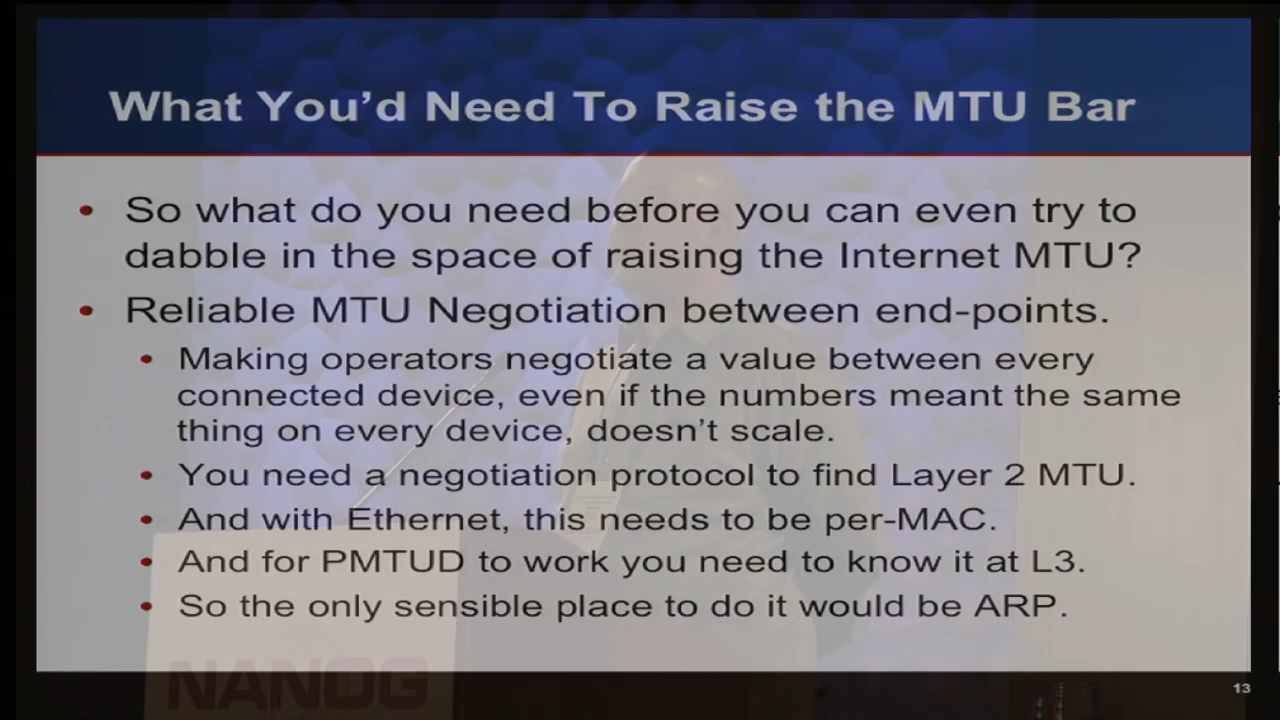 What You'd Need To Raise the MTU Bar
• So what do you need before you can even try to
dabble in the space of raising the Internet MTU?
• Reliable MTU Negotiation between end-points.
• Making operators negotiate a value between every
connected device, even if the numbers meant the same
thing on every device, doesn't scale.
• You need a negotiation protocol to find Layer 2 MTU.
• And with Ethernet, this needs to be per-MAC.
• And for PMTUD to work you need to know it at L3.
• So the only sensible place to do it would be ARP.
NANOG
13